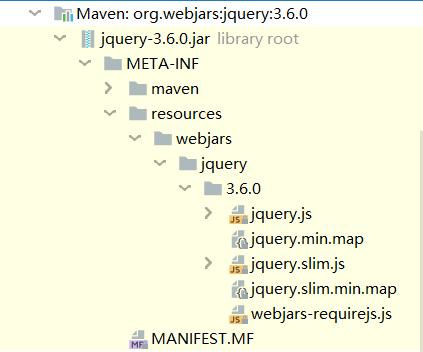 Maven: org.webjars:jquery:3.6.0
jquery-3.6.0.jar library root
META-INF
maven
resources
webjars
jquery
3.6.0
jquery.js
jquery.min.map
jquery.slim.js
jquery.slim.min.map
webjars-requirejs.js
MANIFEST.MF